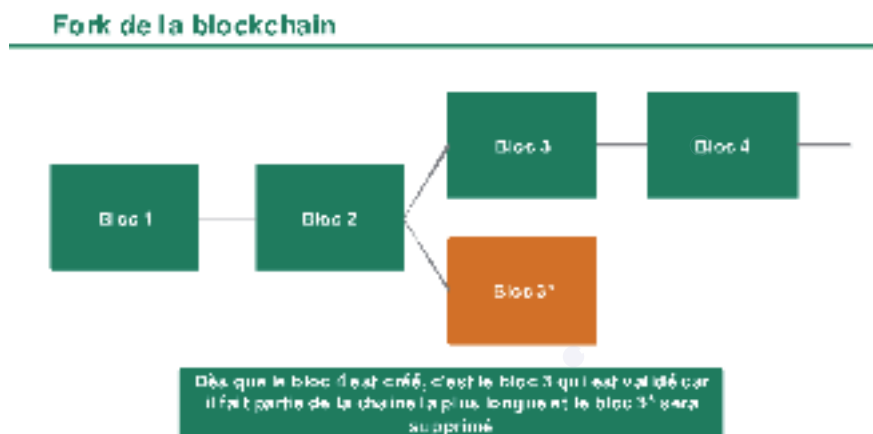 Fork de la blockchain
Bloc 3
Bloc 4
Bloc 1
Bloc 2
Bloc 3*
Dès que le bloc 4 est créé, c'est le bloc 3 qui est validé car
il fait partie de la chaine la plus longue et le bloc 3* sera
supprimé